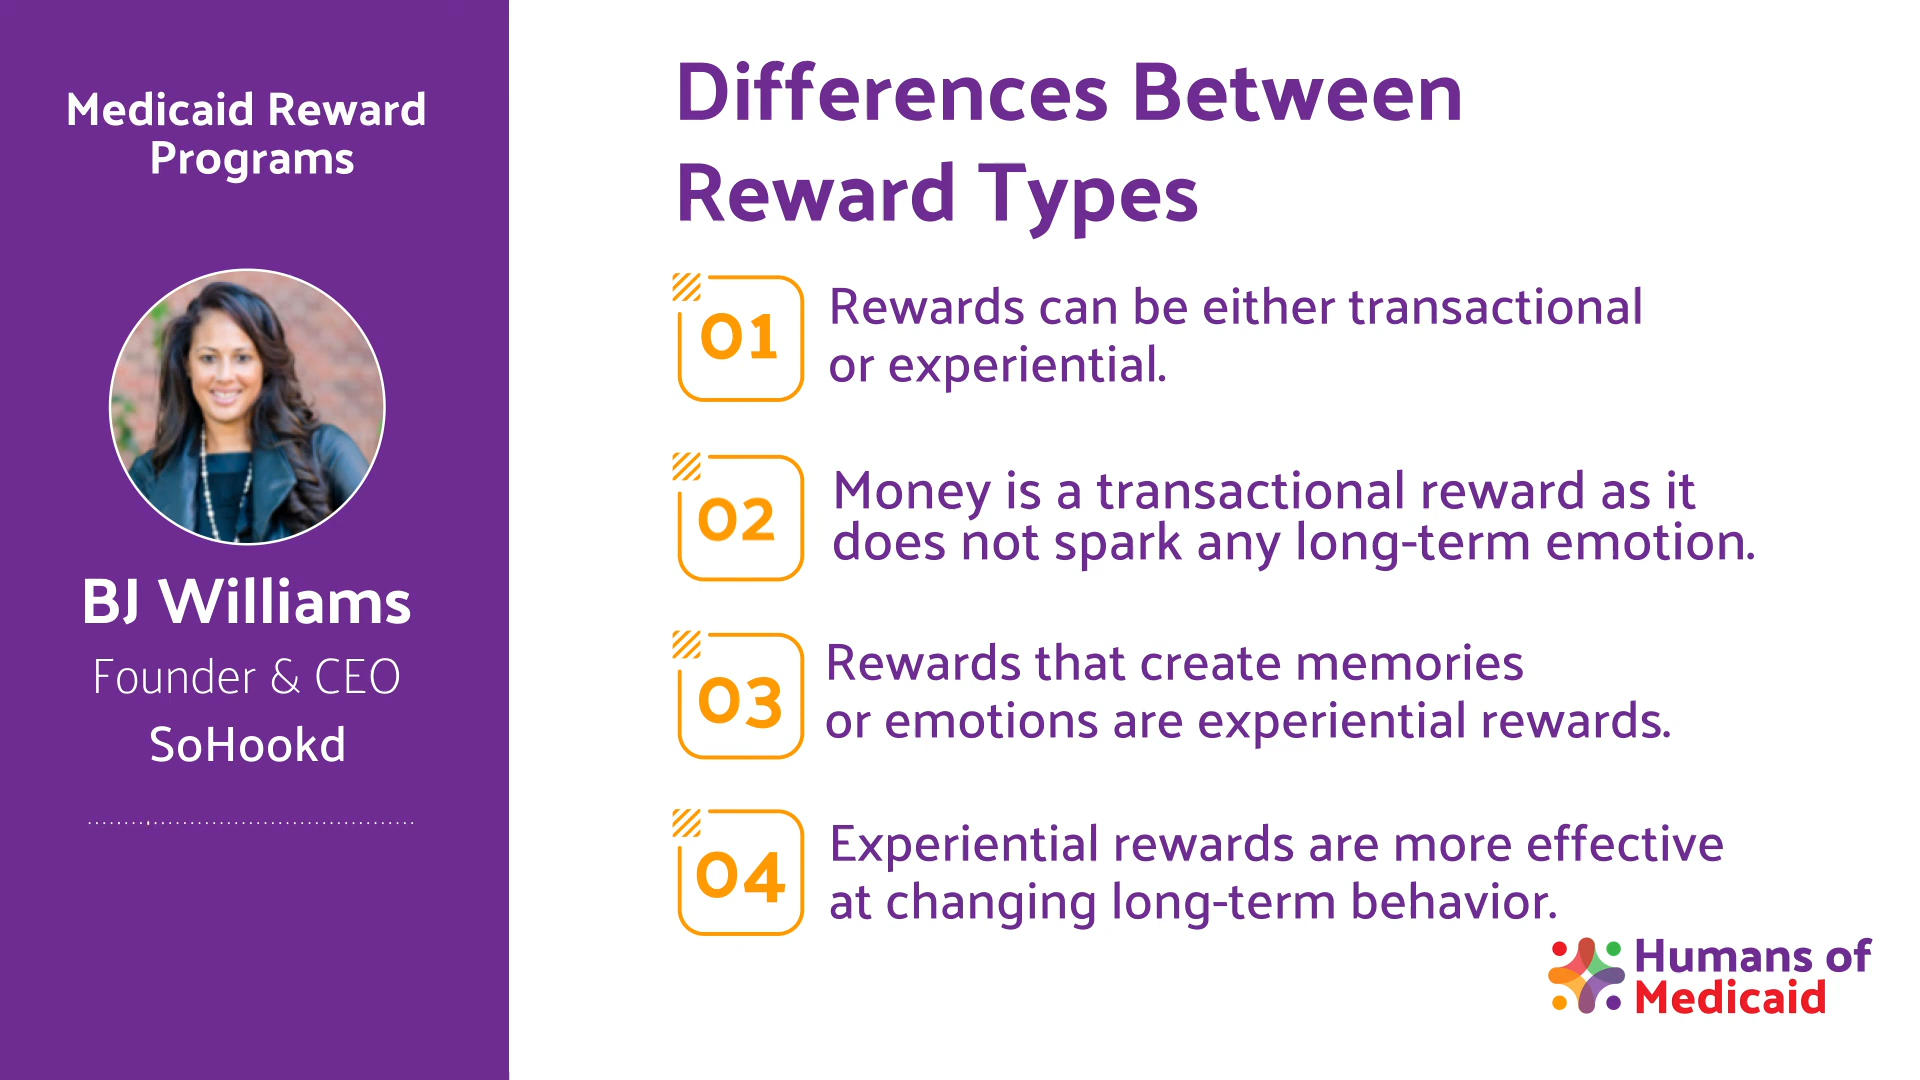 Medicaid Reward
Programs
BJ Williams
Founder & CEO
SoHookd
Differences Between
Reward Types
01
Rewards can be either transactional
or experiential.
02
Money is a transactional reward as it
does not spark any long-term emotion.
03
Rewards that create memories
or emotions are experiential rewards.
04
Experiential rewards are more effective
at changing long-term behavior.
Humans of
Medicaid